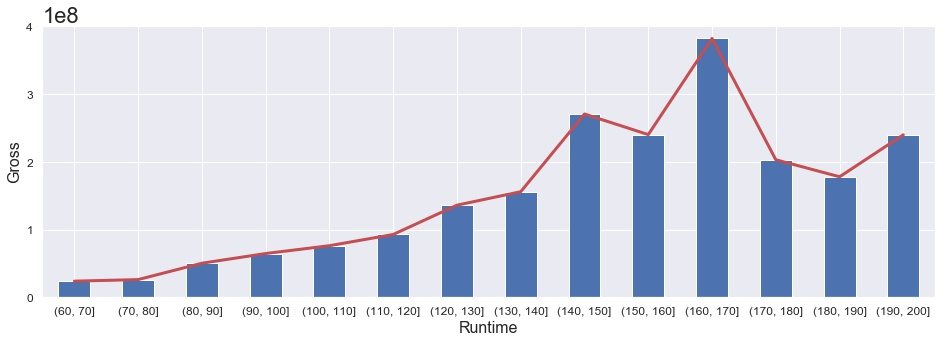 1e8
4
3
2
1
0
Gross
(60, 70] (70, 80] (80, 90] (90, 100] (100, 110] (110, 120] (120, 130] (130, 140] (140, 150] (150, 160] (160, 170] (170, 180] (180, 190] (190, 200]
Runtime